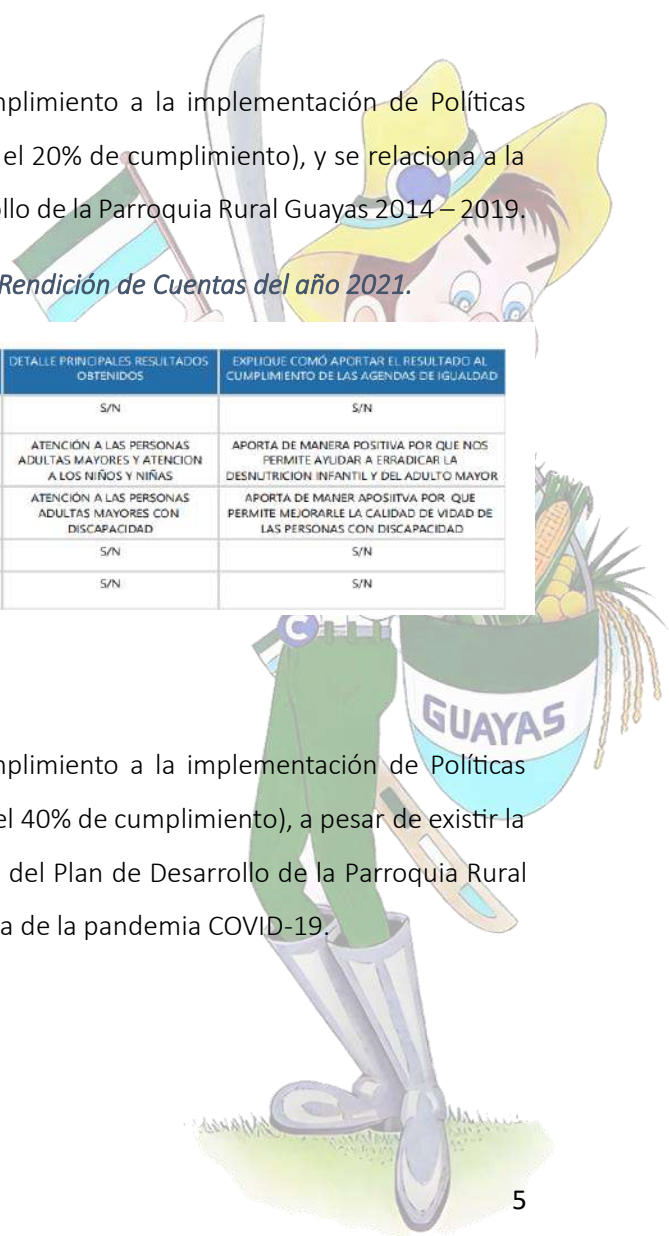 mplimiento a la implementación de Políticas
el 20% de cumplimiento), y se relaciona a la
ollo de la Parroquia Rural Guayas 2014 – 2019.
Rendición de Cuentas del año 2021.
DETALLE PRINCIPALES RESULTADOS OBTENIDOS
EXPLIQUE COMÓ APORTAR EL RESULTADO AL CUMPLIMIENTO DE LAS AGENDAS DE IGUALDAD
S/N
S/N
ATENCIÓN A LAS PERSONAS ADULTAS MAYORES Y ATENCION A LOS NIÑOS Y NIÑAS
APORTA DE MANERA POSITIVA POR QUE NOS PERMITE AYUDAR A ERRADICAR LA DESNUTRICION INFANTIL Y DEL ADULTO MAYOR
ATENCIÓN A LAS PERSONAS ADULTAS MAYORES CON DISCAPACIDAD
APORTA DE MANER APOSIITVA POR QUE PERMITE MEJORARLE LA CALIDAD DE VIDAD DE LAS PERSONAS CON DISCAPACIDAD
S/N
S/N
S/N
S/N
C
GUAYAS
mplimiento a la implementación de Políticas
el 40% de cumplimiento), a pesar de existir la
del Plan de Desarrollo de la Parroquia Rural
a de la pandemia COVID-19.
5